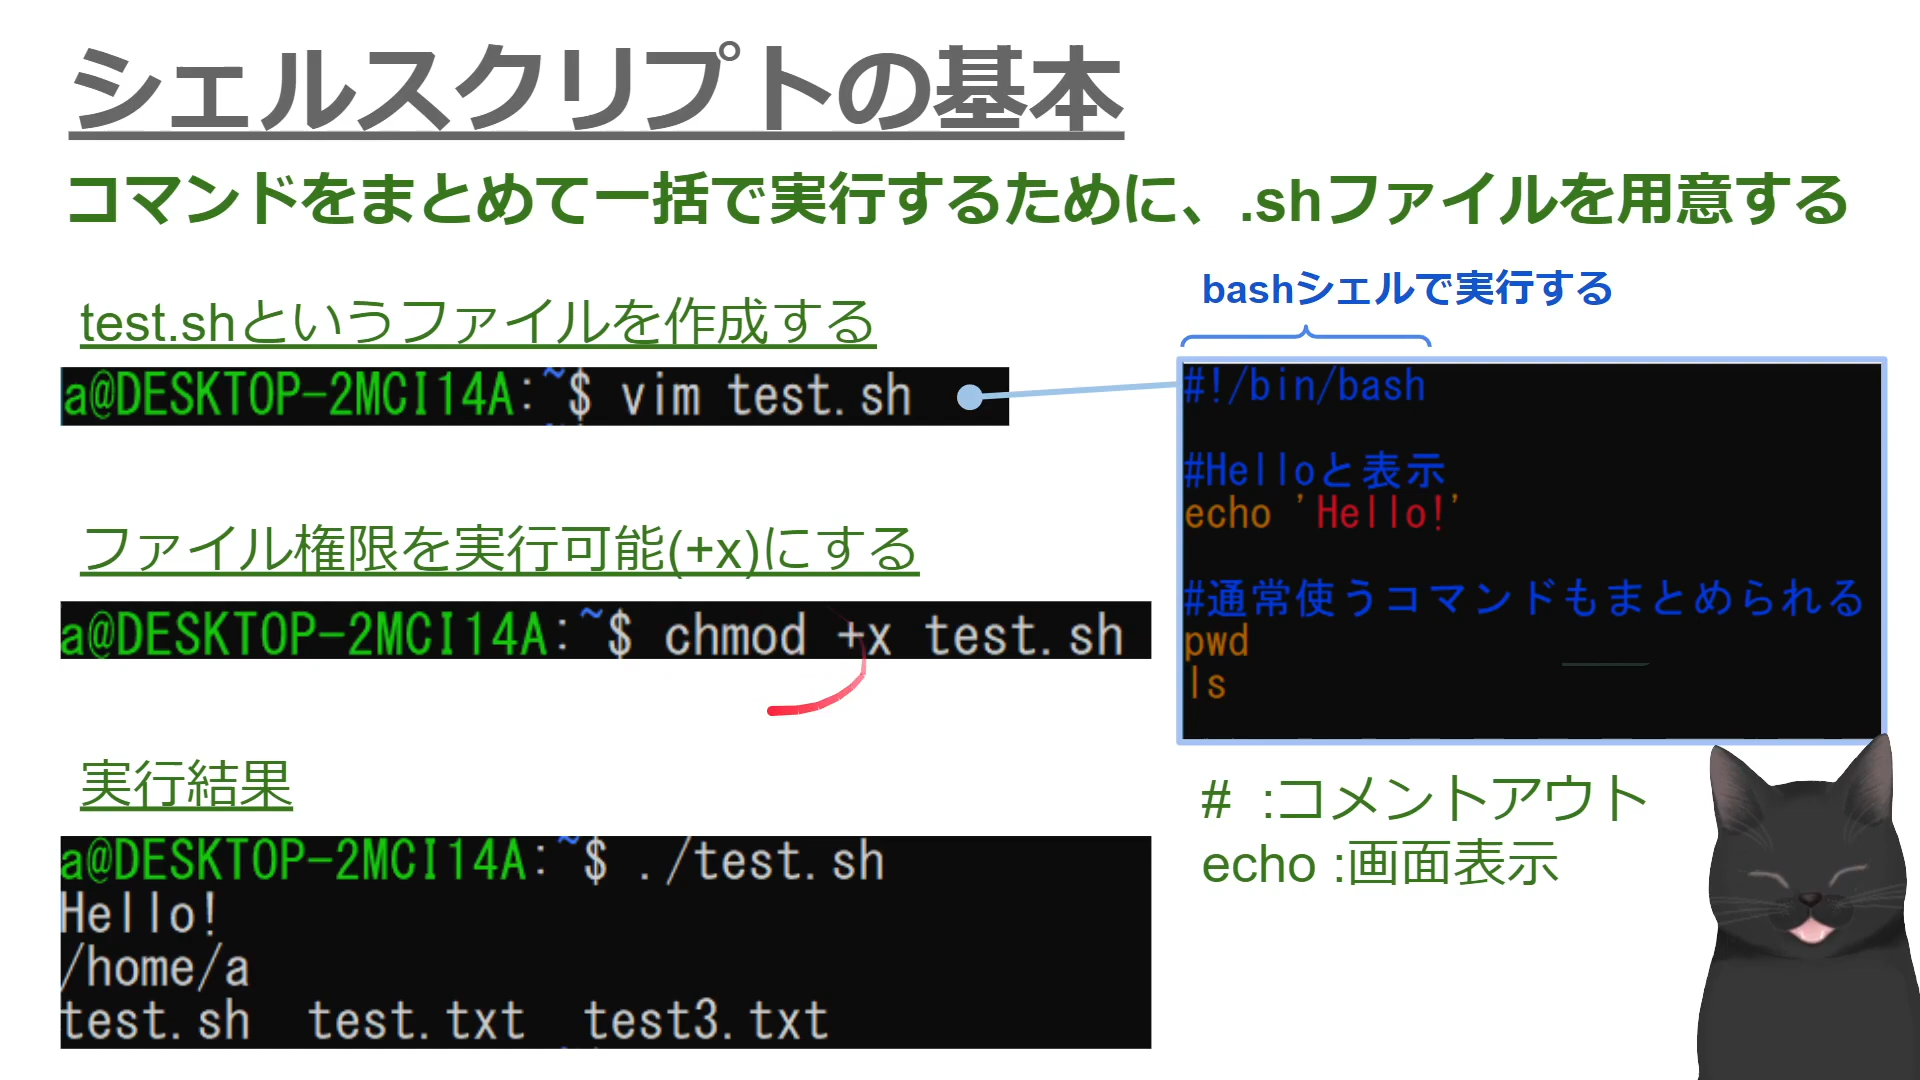 シェルスクリプトの基本
コマンドをまとめて一括で実行するために、.shファイルを用意する
test.shというファイルを作成する
a@DESKTOP-2MCI14A:~$ vim test.sh
ファイル権限を実行可能(+x)にする
a@DESKTOP-2MCI14A:~$ chmod +x test.sh
実行結果
a@DESKTOP-2MCI14A:~$ ./test.sh
Hello!
/home/a
test.sh test.txt test3.txt
bashシェルで実行する
#!/bin/bash
#Helloと表示
echo 'Hello!'
#通常使うコマンドもまとめられる
pwd
ls
# :コメントアウト
echo :画面表示